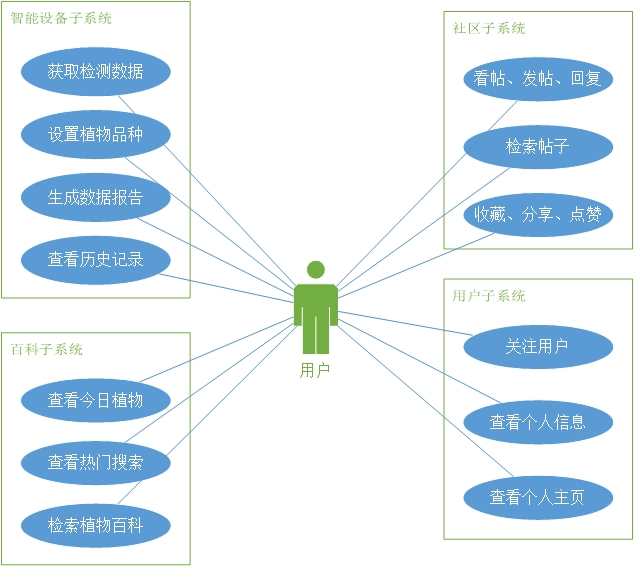 智能设备子系统
获取检测数据
设置植物品种
生成数据报告
查看历史记录
百科子系统
查看今日植物
查看热门搜索
检索植物百科
用户
社区子系统
看帖、发帖、回复
检索帖子
收藏、分享、点赞
用户子系统
关注用户
查看个人信息
查看个人主页